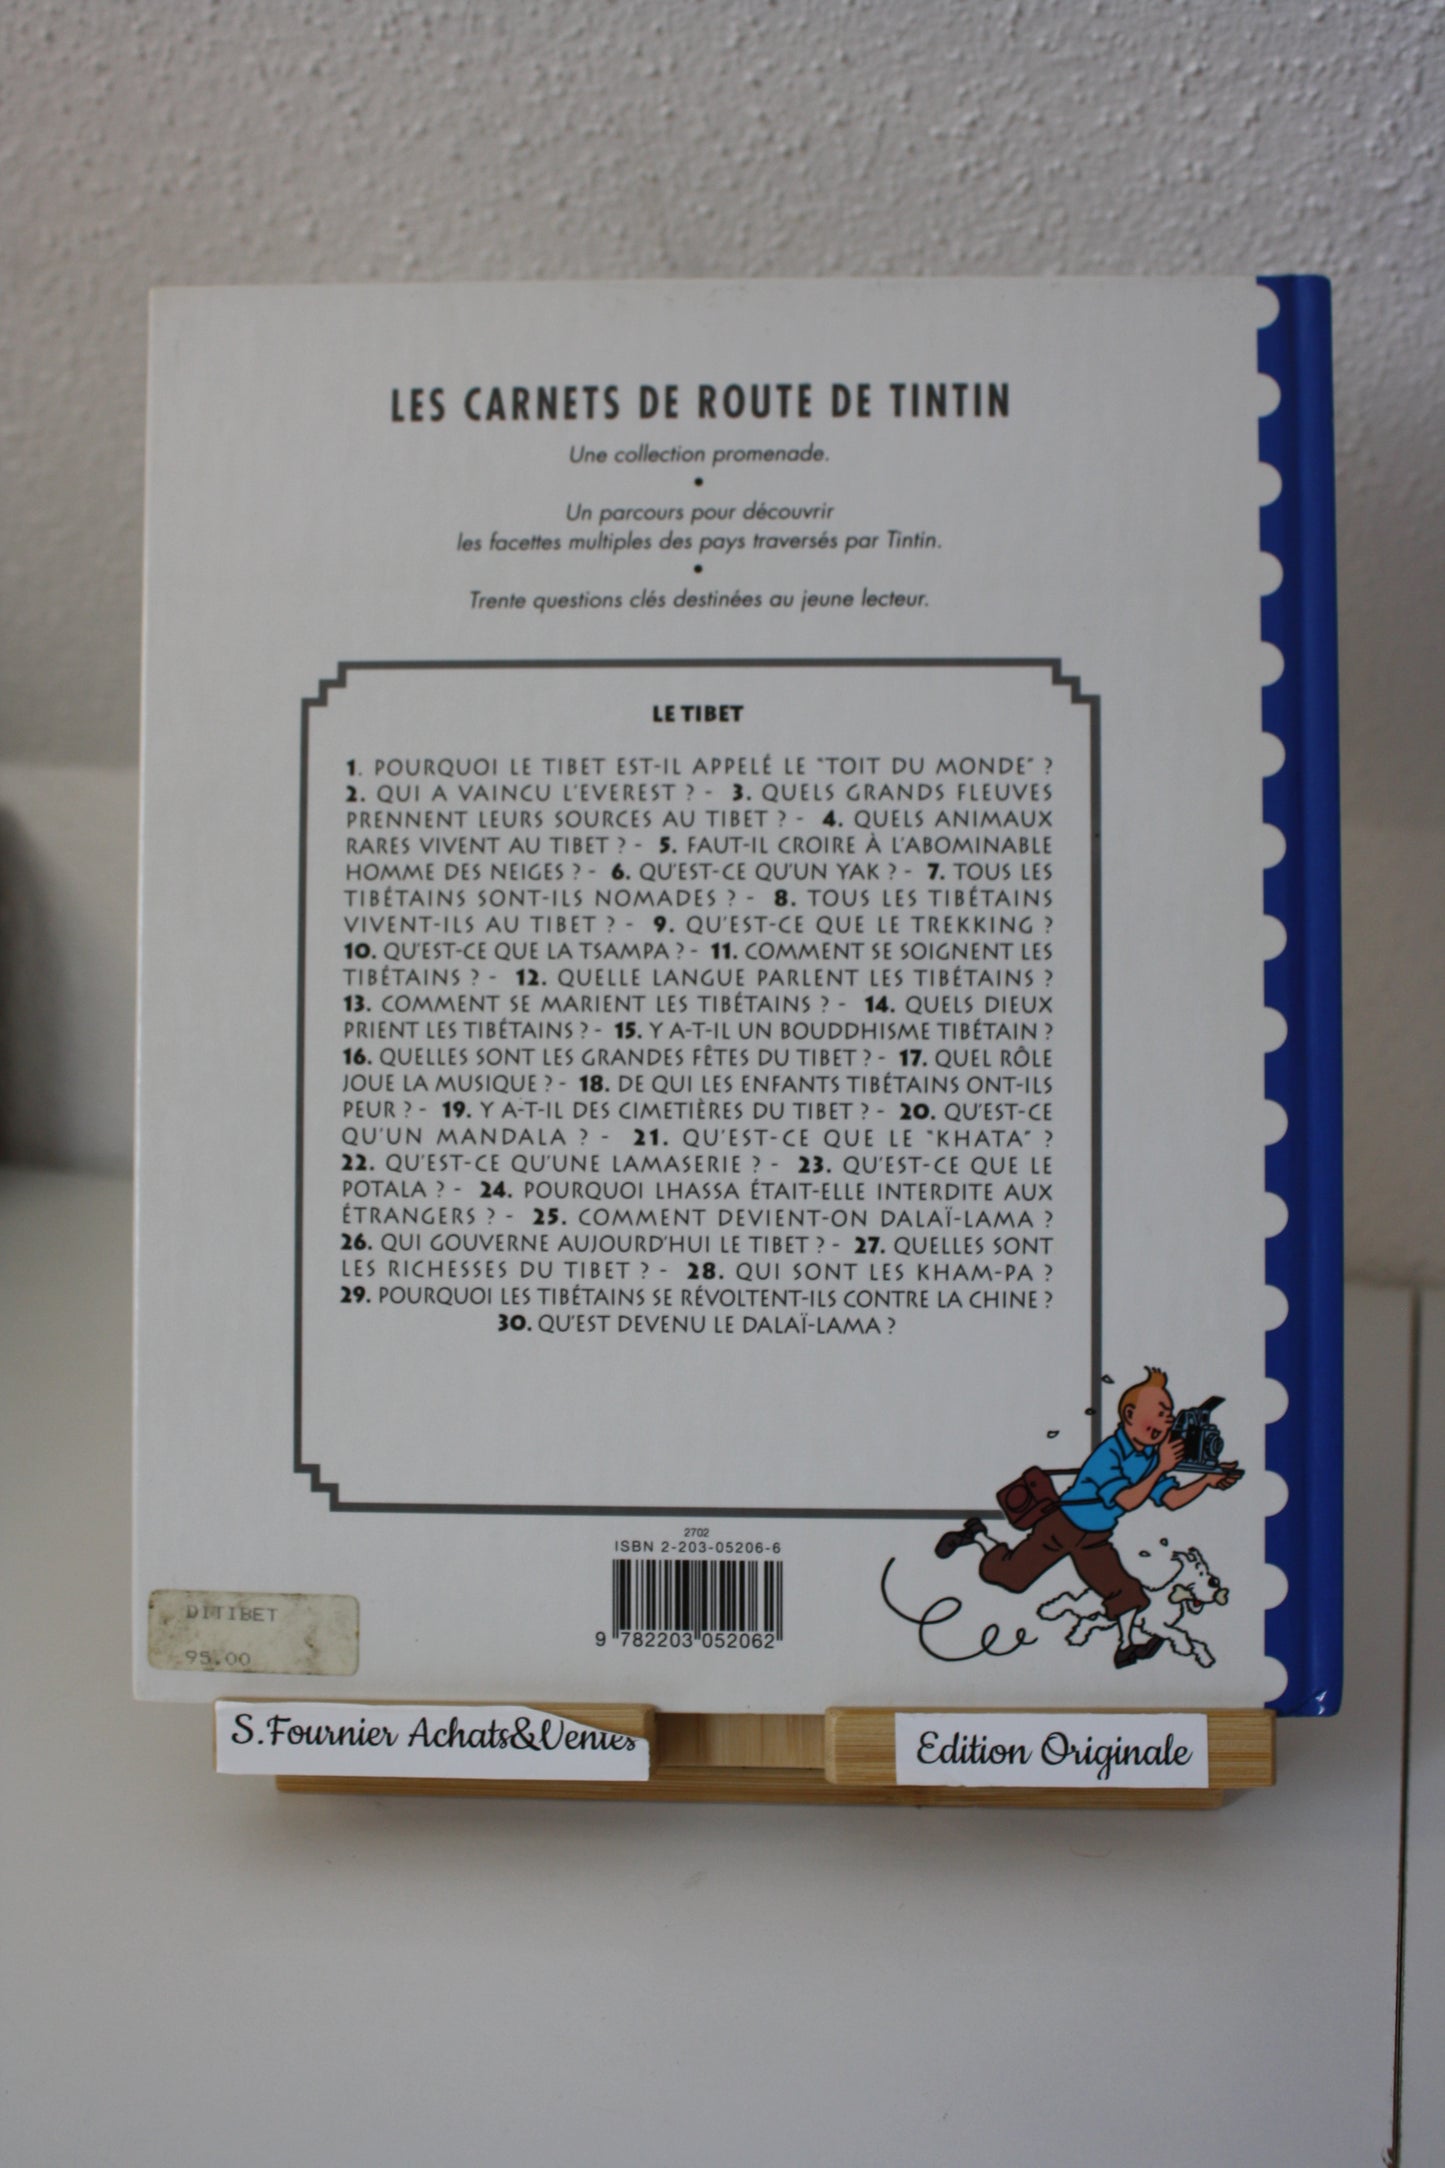 LES CARNETS DE ROUTE DE TINTIN
Une collection promenade.
•
Un parcours pour découvrir
les facettes multiples des pays traversés par Tintin.
•
Trente questions clés destinées au jeune lecteur.
LE TIBET
1. POURQUOI LE TIBET EST-IL APPELÉ LE "TOIT DU MONDE" ?
2. QUI A VAINCU L'EVEREST ? - 3. QUELS GRANDS FLEUVES
PRENNENT LEURS SOURCES AU TIBET ? - 4. QUELS ANIMAUX
RARES VIVENT AU TIBET ? - 5. FAUT-IL CROIRE À L'ABOMINABLE
HOMME DES NEIGES ? - 6. QU'EST-CE QU'UN YAK ? - 7. TOUS LES
TIBÉTAINS SONT-ILS NOMADES ? - 8. TOUS LES TIBÉTAINS
VIVENT-ILS AU TIBET ? - 9. QU'EST-CE QUE LE TREKKING ?
10. QU'EST-CE QUE LA TSAMPA ? - 11. COMMENT SE SOIGNENT LES
TIBÉTAINS ? - 12. QUELLE LANGUE PARLENT LES TIBÉTAINS ?
13. COMMENT SE MARIENT LES TIBÉTAINS ? - 14. QUELS DIEUX
PRIENT LES TIBÉTAINS ? - 15. Y A-T-IL UN BOUDDHISME TIBÉTAIN ?
16. QUELLES SONT LES GRANDES FÊTES DU TIBET ? - 17. QUEL RÔLE
JOUE LA MUSIQUE ? - 18. DE QUI LES ENFANTS TIBÉTAINS ONT-ILS
PEUR ? - 19. Y A-T-IL DES CIMETIÈRES DU TIBET ? - 20. QU'EST-CE
QU'UN MANDALA ? - 21. QU'EST-CE QUE LE "KHATA" ?
22. QU'EST-CE QU'UNE LAMASERIE ? - 23. QU'EST-CE QUE LE
POTALA ? - 24. POURQUOI LHASSA ÉTAIT-ELLE INTERDITE AUX
ÉTRANGERS ? - 25. COMMENT DEVIENT-ON DALAÏ-LAMA ?
26. QUI GOUVERNE AUJOURD'HUI LE TIBET ? - 27. QUELLES SONT
LES RICHESSES DU TIBET ? - 28. QUI SONT LES KHAM-PA ?
29. POURQUOI LES TIBÉTAINS SE RÉVOLTENT-ILS CONTRE LA CHINE ?
30. QU'EST DEVENU LE DALAÏ-LAMA ?
2702
ISBN 2-203-05206-6
9 782203 052062
DITIBET
95.00
S.Fournier Achats&Ventes
Edition Originale